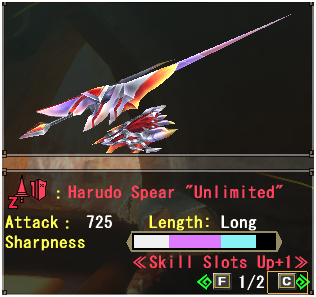 Z : Harudo Spear "Unlimited"
Attack : 725 Length: Long
Sharpness
≪Skill Slots Up+1≫
F 1/2 C